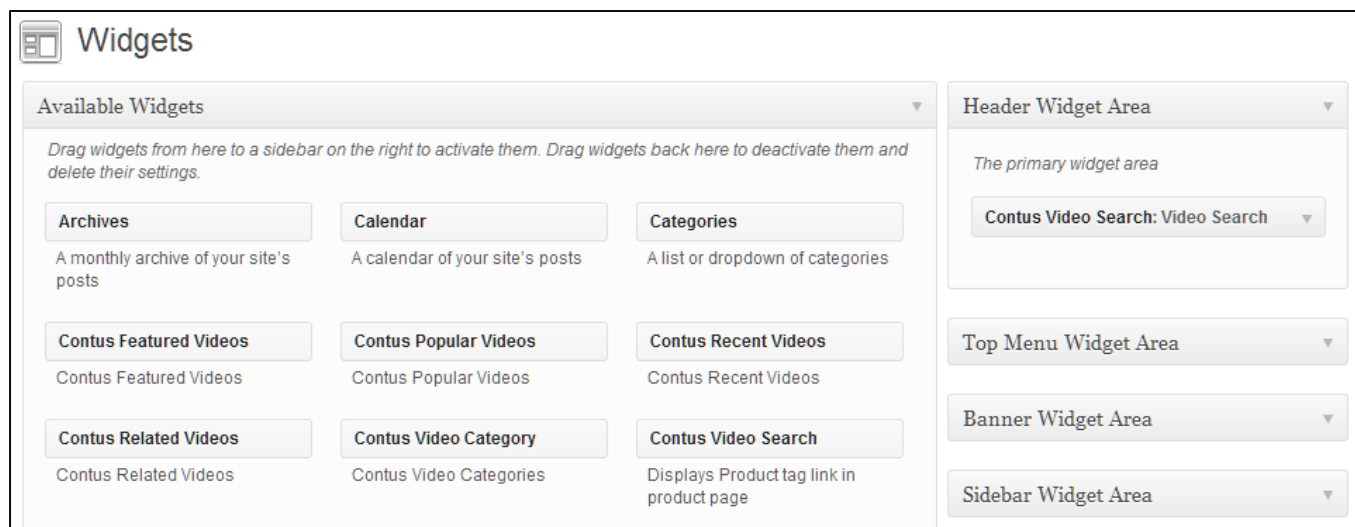 Widgets
Available Widgets
Drag widgets from here to a sidebar on the right to activate them. Drag widgets back here to deactivate them and
delete their settings.
Archives
A monthly archive of your site's
posts
Calendar
A calendar of your site's posts
Categories
A list or dropdown of categories
Contus Featured Videos
Contus Featured Videos
Contus Popular Videos
Contus Popular Videos
Contus Recent Videos
Contus Recent Videos
Contus Related Videos
Contus Related Videos
Contus Video Category
Contus Video Categories
Contus Video Search
Displays Product tag link in
product page
Header Widget Area
The primary widget area
Contus Video Search: Video Search
Top Menu Widget Area
Banner Widget Area
Sidebar Widget Area